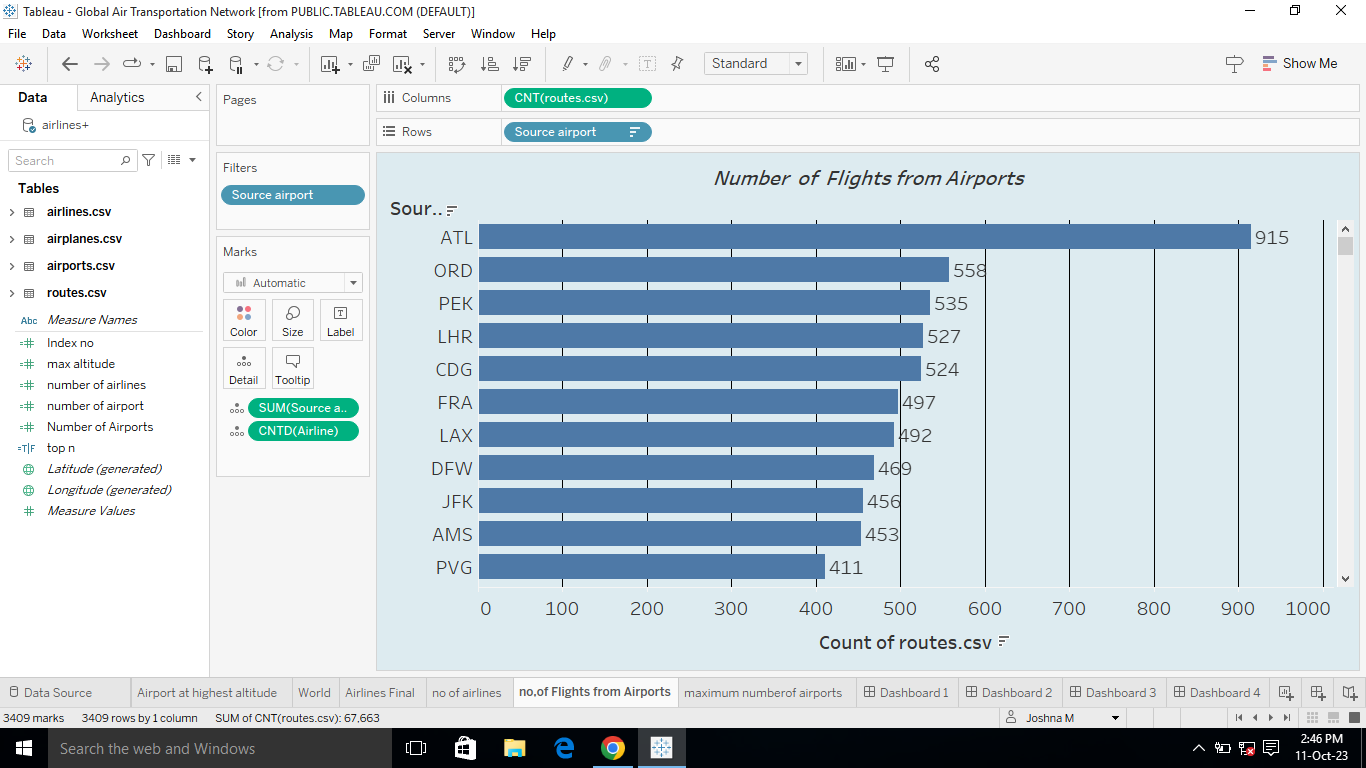 Tableau - Global Air Transportation Network [from PUBLIC.TABLEAU.COM (DEFAULT)]
File Data Worksheet Dashboard Story Analysis Map Format Server Window Help
Standard
Show Me
Data Analytics
airlines+
Search
Tables
airlines.csv
airplanes.csv
airports.csv
routes.csv
Abc Measure Names
Index no
max altitude
number of airlines
number of airport
Number of Airports
=T|F top n
Latitude (generated)
Longitude (generated)
Measure Values
Pages
Filters
Source airport
Marks
Automatic
Color Size Label
Detail Tooltip
SUM(Source a..
CNTD(Airline)
Columns CNT(routes.csv)
Rows Source airport
Number of Flights from Airports
Sour..
ATL 915
ORD 558
PEK 535
LHR 527
CDG 524
FRA 497
LAX 492
DFW 469
JFK 456
AMS 453
PVG 411
0 100 200 300 400 500 600 700 800 900 1000
Count of routes.csv
Data Source Airport at highest altitude World Airlines Final no of airlines no,of Flights from Airports maximum numberof airports Dashboard 1 Dashboard 2 Dashboard 3 Dashboard 4
3409 marks 3409 rows by 1 column SUM of CNT(routes.csv): 67,663 Joshna M
Search the web and Windows
2:46 PM
11-Oct-23